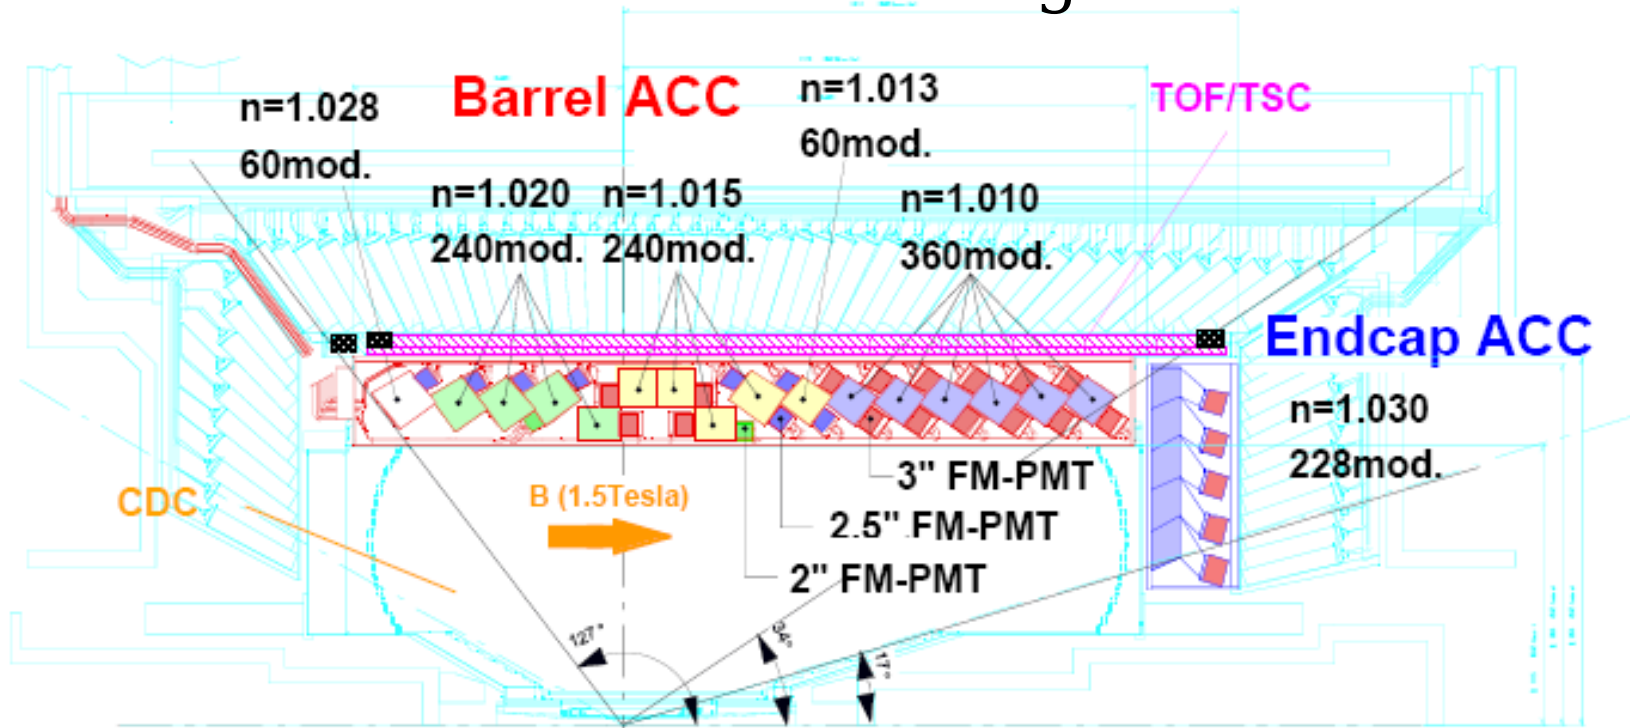 g
Barrel ACC
n=1.028
60mod.
n=1.013
60mod.
TOF/TSC
n=1.020
240mod.
n=1.015
240mod.
n=1.010
360mod.
Endcap ACC
n=1.030
228mod.
CDC
B (1.5Tesla)
3" FM-PMT
2.5" FM-PMT
2" FM-PMT
127°
34°
17°